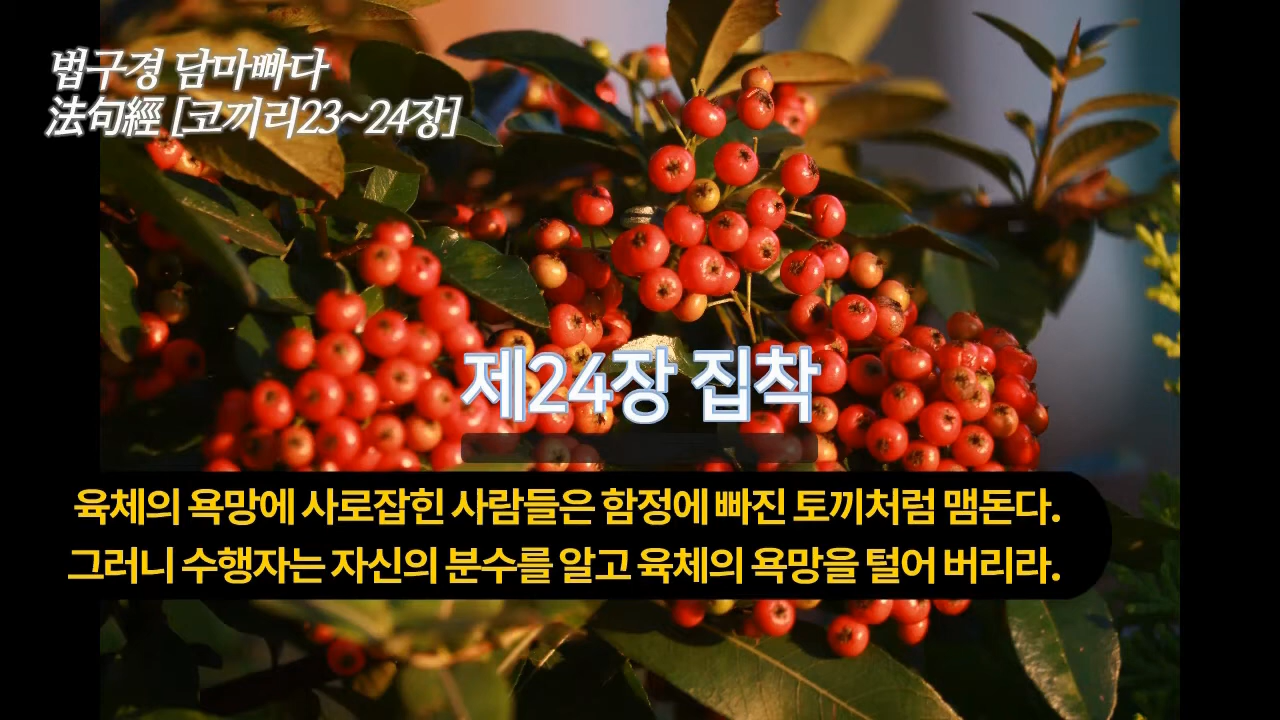 법구경 담마빠다
法句經 [코끼리23~24장]
제24장 집착
육체의 욕망에 사로잡힌 사람들은 함정에 빠진 토끼처럼 맴돈다.
그러니 수행자는 자신의 분수를 알고 육체의 욕망을 털어 버리라.